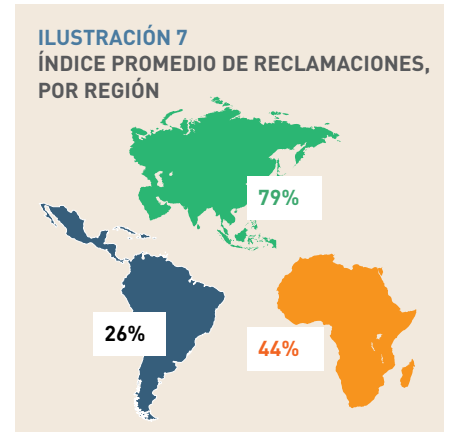 ILUSTRACIÓN 7
ÍNDICE PROMEDIO DE RECLAMACIONES,
POR REGIÓN
79%
26%
44%